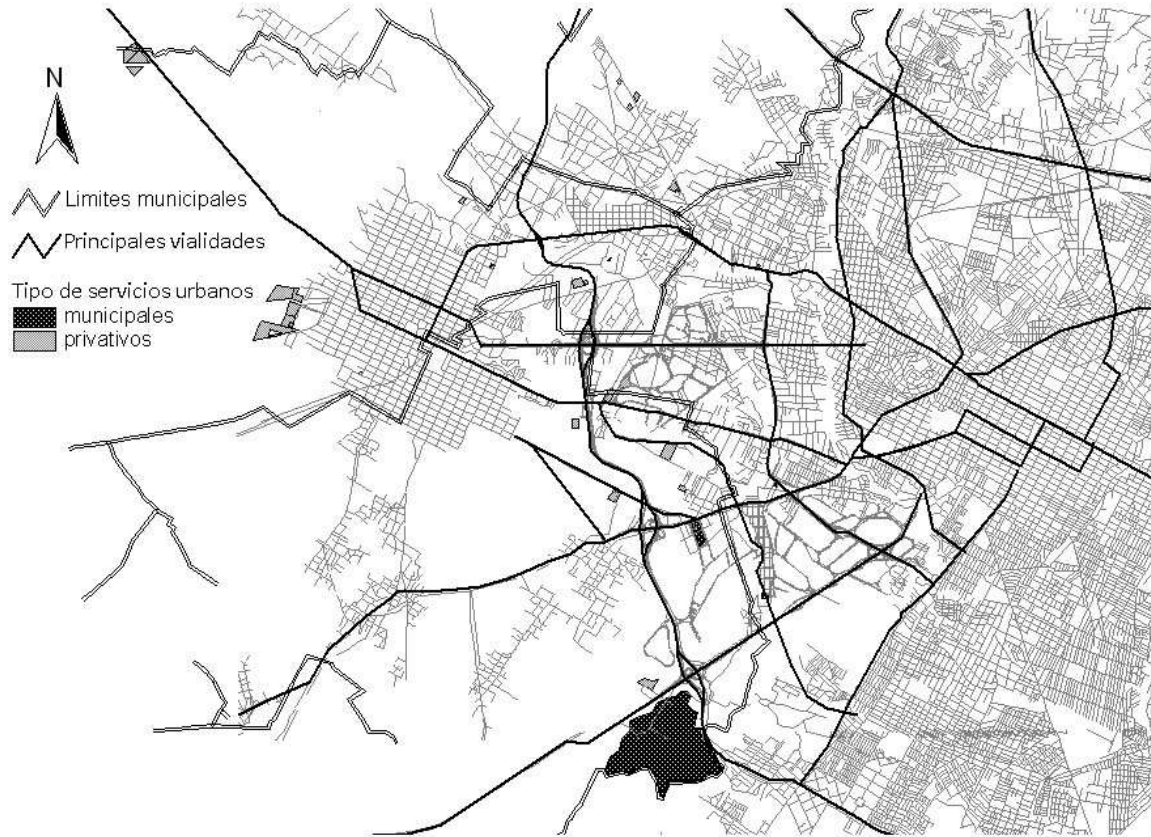 N
Limites municipales
Principales vialidades
Tipo de servicios urbanos
municipales
privativos